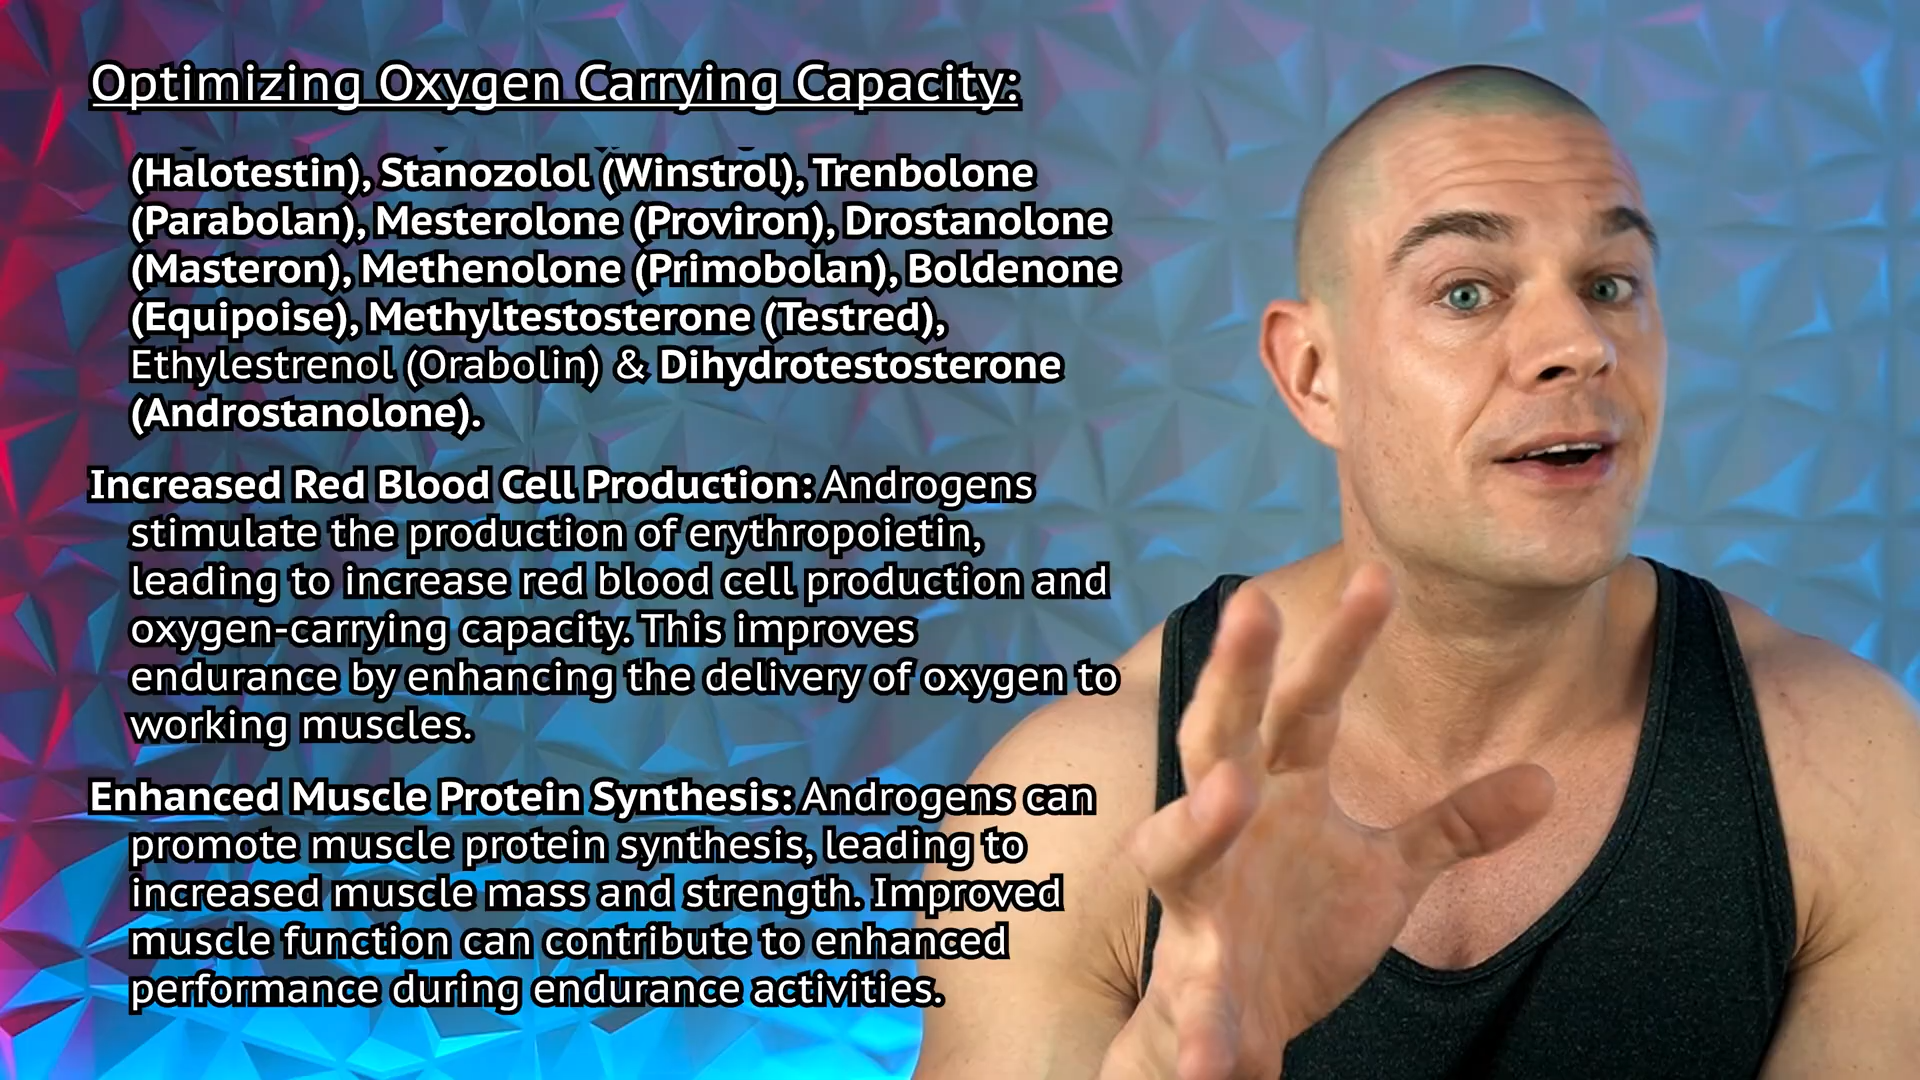 Optimizing Oxygen Carrying Capacity:
(Halotestin), Stanozolol (Winstrol), Trenbolone
(Parabolan), Mesterolone (Proviron), Drostanolone
(Masteron), Methenolone (Primobolan), Boldenone
(Equipoise), Methyltestosterone (Testred),
Ethylestrenol (Orabolin) & Dihydrotestosterone
(Androstanolone).
Increased Red Blood Cell Production: Androgens
stimulate the production of erythropoietin,
leading to increase red blood cell production and
oxygen-carrying capacity. This improves
endurance by enhancing the delivery of oxygen to
working muscles.
Enhanced Muscle Protein Synthesis: Androgens can
promote muscle protein synthesis, leading to
increased muscle mass and strength. Improved
muscle function can contribute to enhanced
performance during endurance activities.